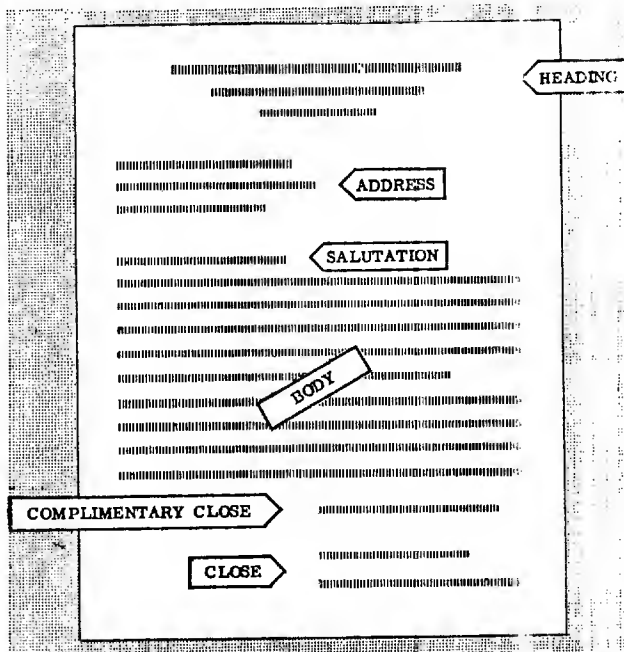 HEADING
ADDRESS
SALUTATION
BODY
COMPLIMENTARY CLOSE
CLOSE